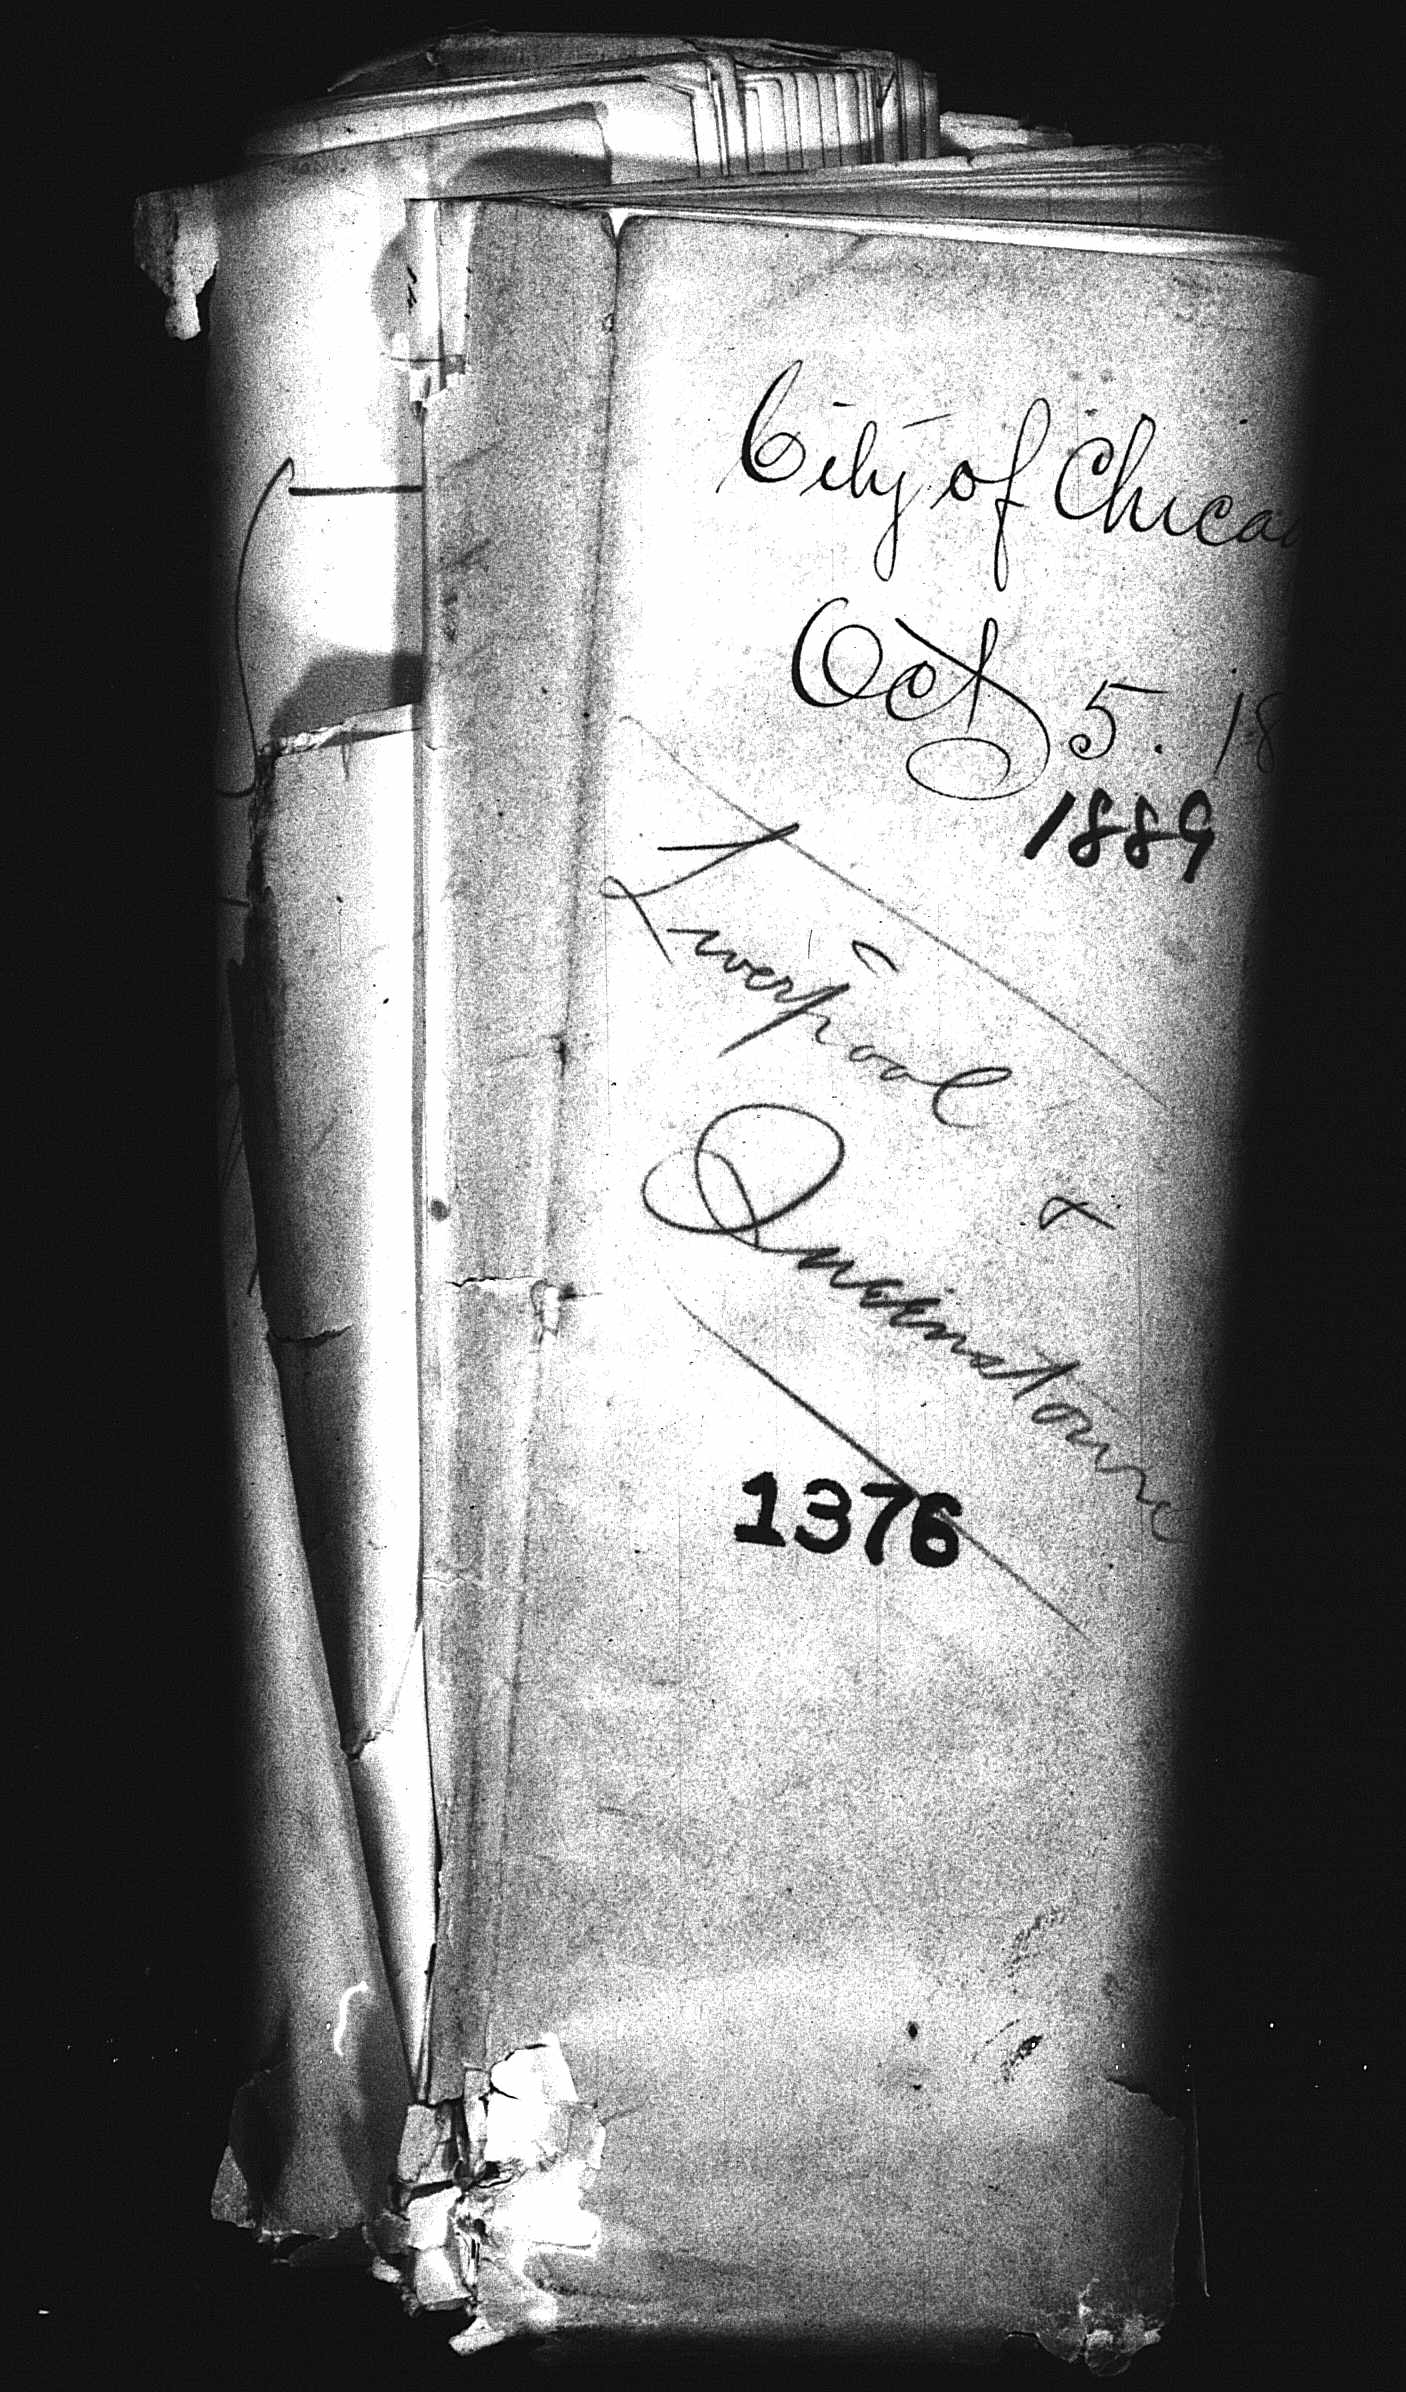 City of Chica
Oct 5. 18
1889
Liverpool
&
Queenstown
1376